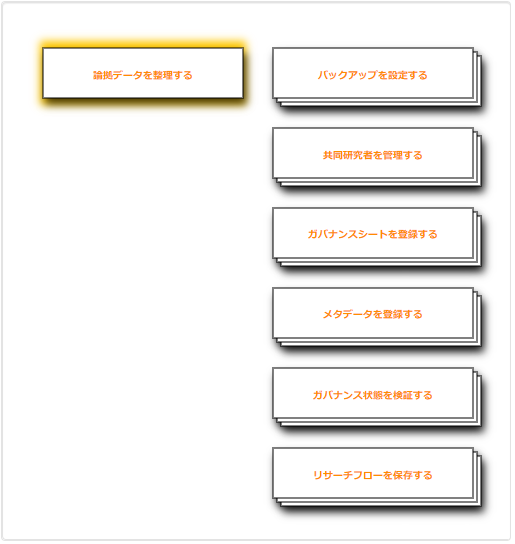 論拠データを整理する
バックアップを設定する
共同研究者を管理する
ガバナンスシートを登録する
メタデータを登録する
ガバナンス状態を検証する
リサーチフローを保存する